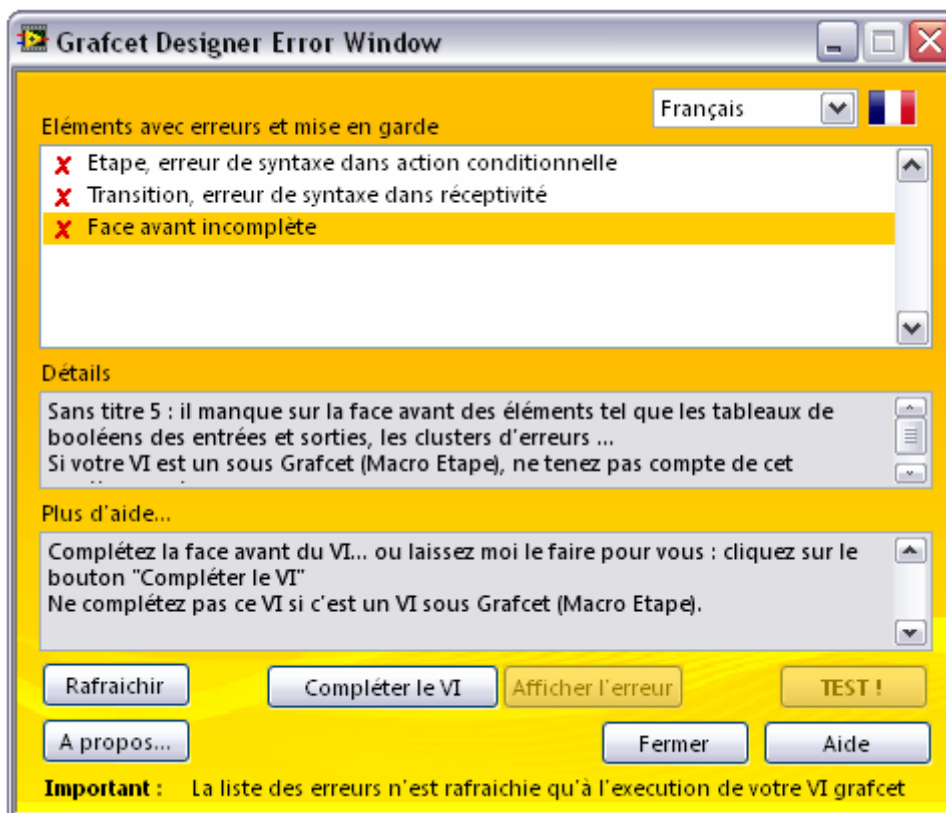 Grafcet Designer Error Window
Français
Eléments avec erreurs et mise en garde
Etape, erreur de syntaxe dans action conditionnelle
Transition, erreur de syntaxe dans réceptivité
Face avant incomplète
Détails
Sans titre 5 : il manque sur la face avant des éléments tel que les tableaux de
booléens des entrées et sorties, les clusters d'erreurs ...
Si votre VI est un sous Grafcet (Macro Etape), ne tenez pas compte de cet
Plus d'aide...
Complétez la face avant du VI... ou laissez moi le faire pour vous : cliquez sur le
bouton "Compléter le VI"
Ne complétez pas ce VI si c'est un VI sous Grafcet (Macro Etape).
Rafraichir
Compléter le VI
Afficher l'erreur
TEST !
A propos...
Fermer
Aide
Important : La liste des erreurs n'est rafraichie qu'à l'execution de votre VI grafcet